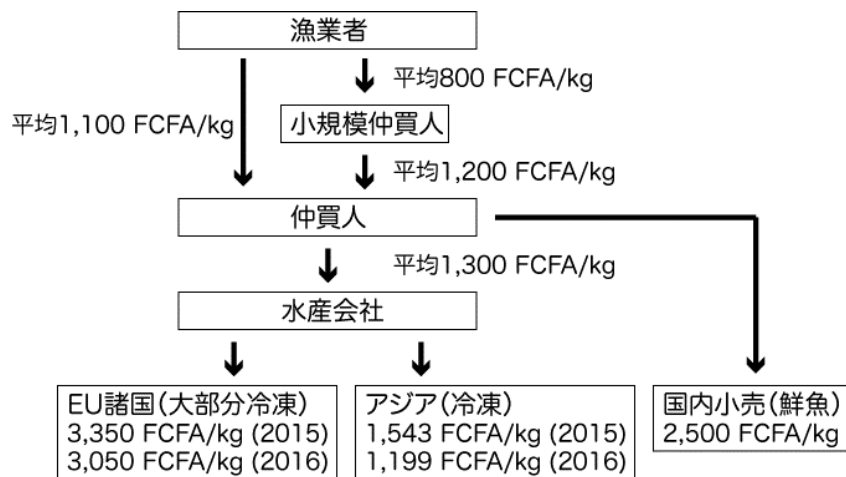 漁業者
平均800 FCFA/kg
平均1,100 FCFA/kg
小規模仲買人
平均1,200 FCFA/kg
仲買人
平均1,300 FCFA/kg
水産会社
EU諸国(大部分冷凍)
3,350 FCFA/kg (2015)
3,050 FCFA/kg (2016)
アジア(冷凍)
1,543 FCFA/kg (2015)
1,199 FCFA/kg (2016)
国内小売(鮮魚)
2,500 FCFA/kg